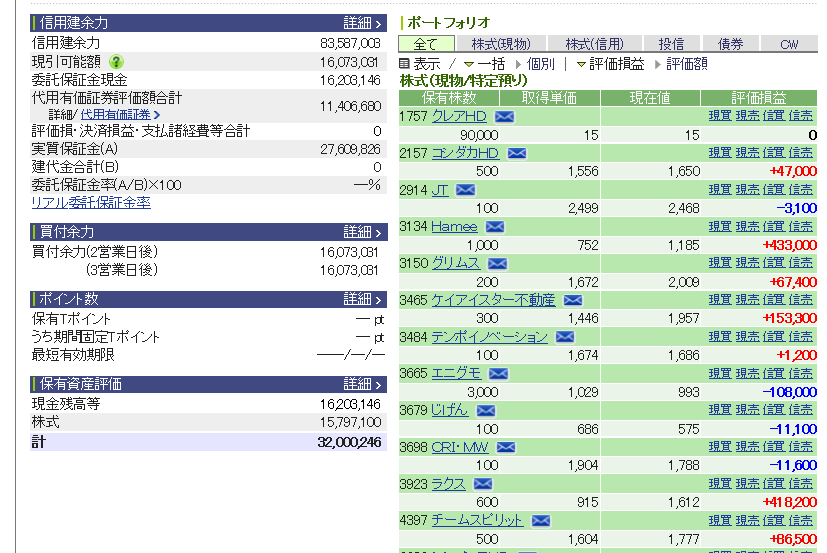 信用建余力 詳細 >
信用建余力 83,587,003
現引可能額 ? 16,073,031
委託保証金現金 16,203,146
代用有価証券評価額合計
詳細/代用有価証券 > 11,406,680
評価損・決済損益・支払諸経費等合計 0
実質保証金(A) 27,609,826
建代金合計(B) 0
委託保証金率(A/B)×100 ―%
リアル委託保証金率
買付余力 詳細 >
買付余力(2営業日後) 16,073,031
(3営業日後) 16,073,031
ポイント数 詳細 >
保有Tポイント ― pt
うち期間固定Tポイント ― pt
最短有効期限 ――/―/―
保有資産評価 詳細 >
現金残高等 16,203,146
株式 15,797,100
計 32,000,246
ポートフォリオ
全て 株式(現物) 株式(信用) 投信 債券 CW
表示 / 一括 個別 | 評価損益 評価額
株式(現物/特定預り)
保有株数 取得単価 現在値 評価損益
1757 クレアHD 現買 現売 信買 信売
90,000 15 15 0
2157 コシダカHD 現買 現売 信買 信売
500 1,556 1,650 +47,000
2914 JT 現買 現売 信買 信売
100 2,499 2,468 -3,100
3134 Hamee 現買 現売 信買 信売
1,000 752 1,185 +433,000
3150 グリムス 現買 現売 信買 信売
200 1,672 2,009 +67,400
3465 ケイアイスター不動産 現買 現売 信買 信売
300 1,446 1,957 +153,300
3484 テンポイノベーション 現買 現売 信買 信売
100 1,674 1,686 +1,200
3665 エニグモ 現買 現売 信買 信売
3,000 1,029 993 -108,000
3679 じげん 現買 現売 信買 信売
100 686 575 -11,100
3698 CRI・MW 現買 現売 信買 信売
100 1,904 1,788 -11,600
3923 ラクス 現買 現売 信買 信売
600 915 1,612 +418,200
4397 チームスピリット 現買 現売 信買 信売
500 1,604 1,777 +86,500